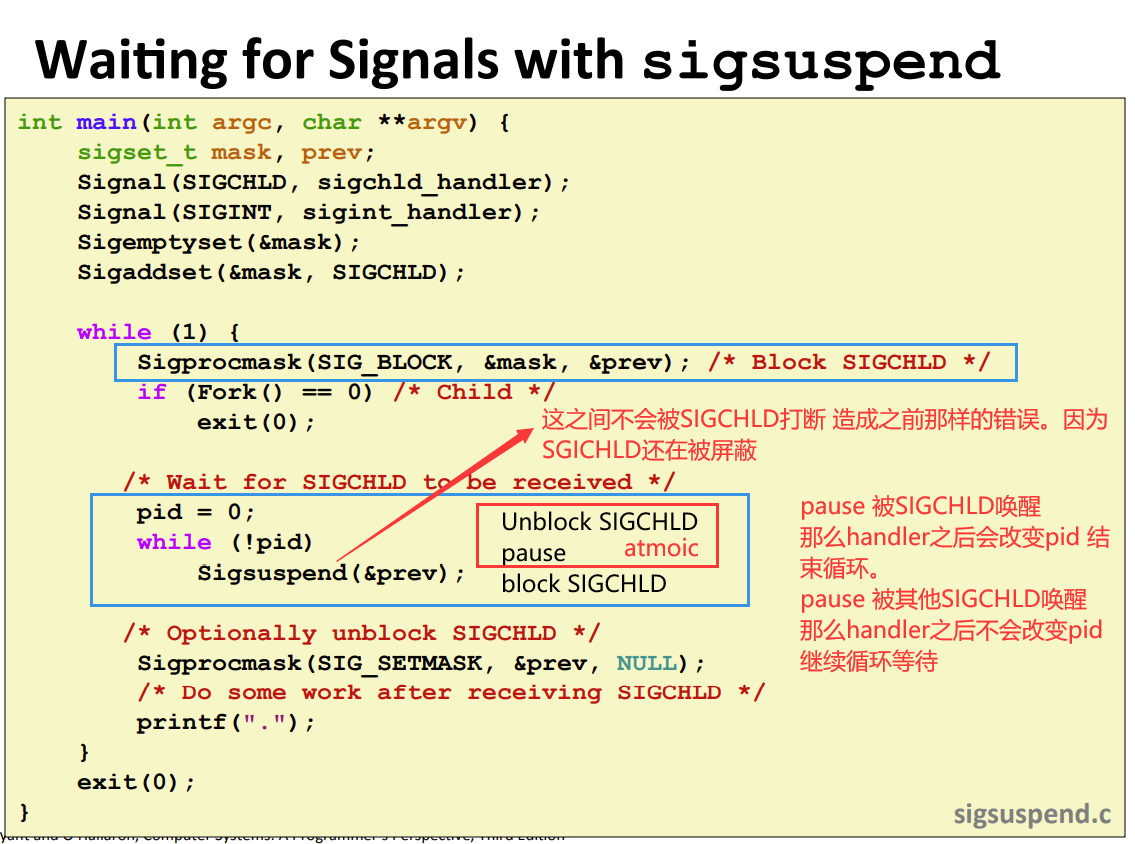 Waiting for Signals with sigsuspend
int main(int argc, char **argv) {
sigset_t mask, prev;
Signal(SIGCHLD, sigchld_handler);
Signal(SIGINT, sigint_handler);
Sigemptyset(&mask);
Sigaddset(&mask, SIGCHLD);
while (1) {
Sigprocmask(SIG_BLOCK, &mask, &prev); /* Block SIGCHLD */
if (Fork() == 0) /* Child */
exit(0);
这之间不会被SIGCHLD打断 造成之前那样的错误。因为
SGICHLD还在被屏蔽
/* Wait for SIGCHLD to be received */
pid = 0;
while (!pid)
Sigsuspend(&prev);
Unblock SIGCHLD
pause atmoic
block SIGCHLD
pause 被SIGCHLD唤醒
那么handler之后会改变pid 结
束循环。
pause 被其他SIGCHLD唤醒
那么handler之后不会改变pid
继续循环等待
/* Optionally unblock SIGCHLD */
Sigprocmask(SIG_SETMASK, &prev, NULL);
/* Do some work after receiving SIGCHLD */
printf(".");
}
exit(0);
}
sigsuspend.c
yant and O'Hallaron, Computer Systems: A Programmer's Perspective, Third Edition